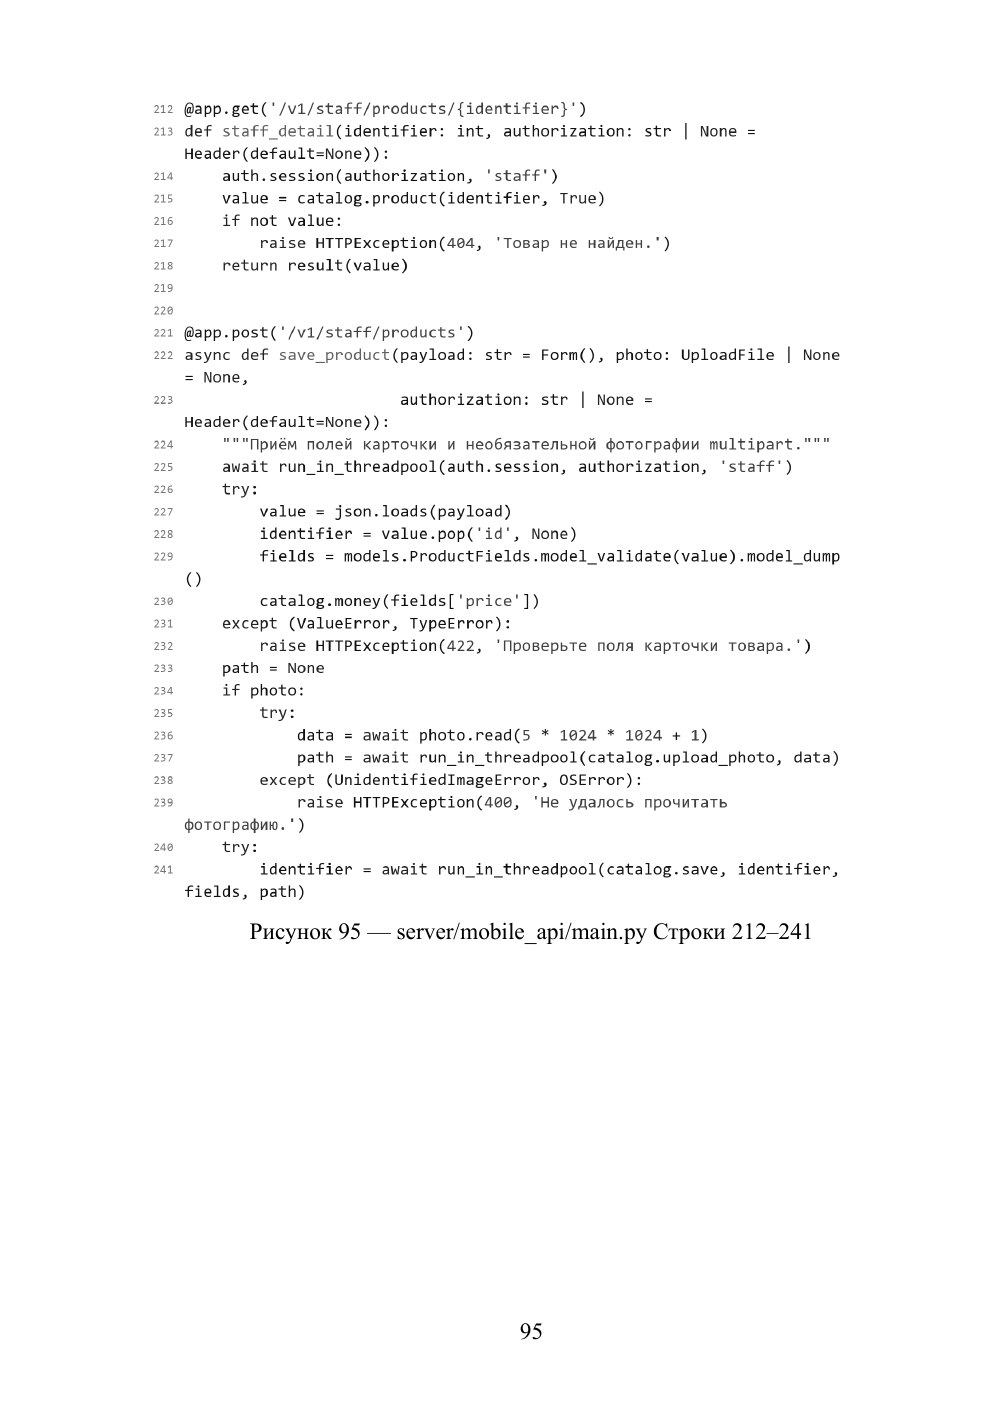 212 @app.get('/v1/staff/products/{identifier}')
213 def staff_detail(identifier: int, authorization: str | None =
Header(default=None)):
214     auth.session(authorization, 'staff')
215     value = catalog.product(identifier, True)
216     if not value:
217         raise HTTPException(404, 'Товар не найден.')
218     return result(value)
219
220
221 @app.post('/v1/staff/products')
222 async def save_product(payload: str = Form(), photo: UploadFile | None
= None,
223                        authorization: str | None =
Header(default=None)):
224     """Приём полей карточки и необязательной фотографии multipart."""
225     await run_in_threadpool(auth.session, authorization, 'staff')
226     try:
227         value = json.loads(payload)
228         identifier = value.pop('id', None)
229         fields = models.ProductFields.model_validate(value).model_dump
()
230         catalog.money(fields['price'])
231     except (ValueError, TypeError):
232         raise HTTPException(422, 'Проверьте поля карточки товара.')
233     path = None
234     if photo:
235         try:
236             data = await photo.read(5 * 1024 * 1024 + 1)
237             path = await run_in_threadpool(catalog.upload_photo, data)
238         except (UnidentifiedImageError, OSError):
239             raise HTTPException(400, 'Не удалось прочитать
фотографию.')
240     try:
241         identifier = await run_in_threadpool(catalog.save, identifier,
fields, path)
Рисунок 95 — server/mobile_api/main.py Строки 212–241
95